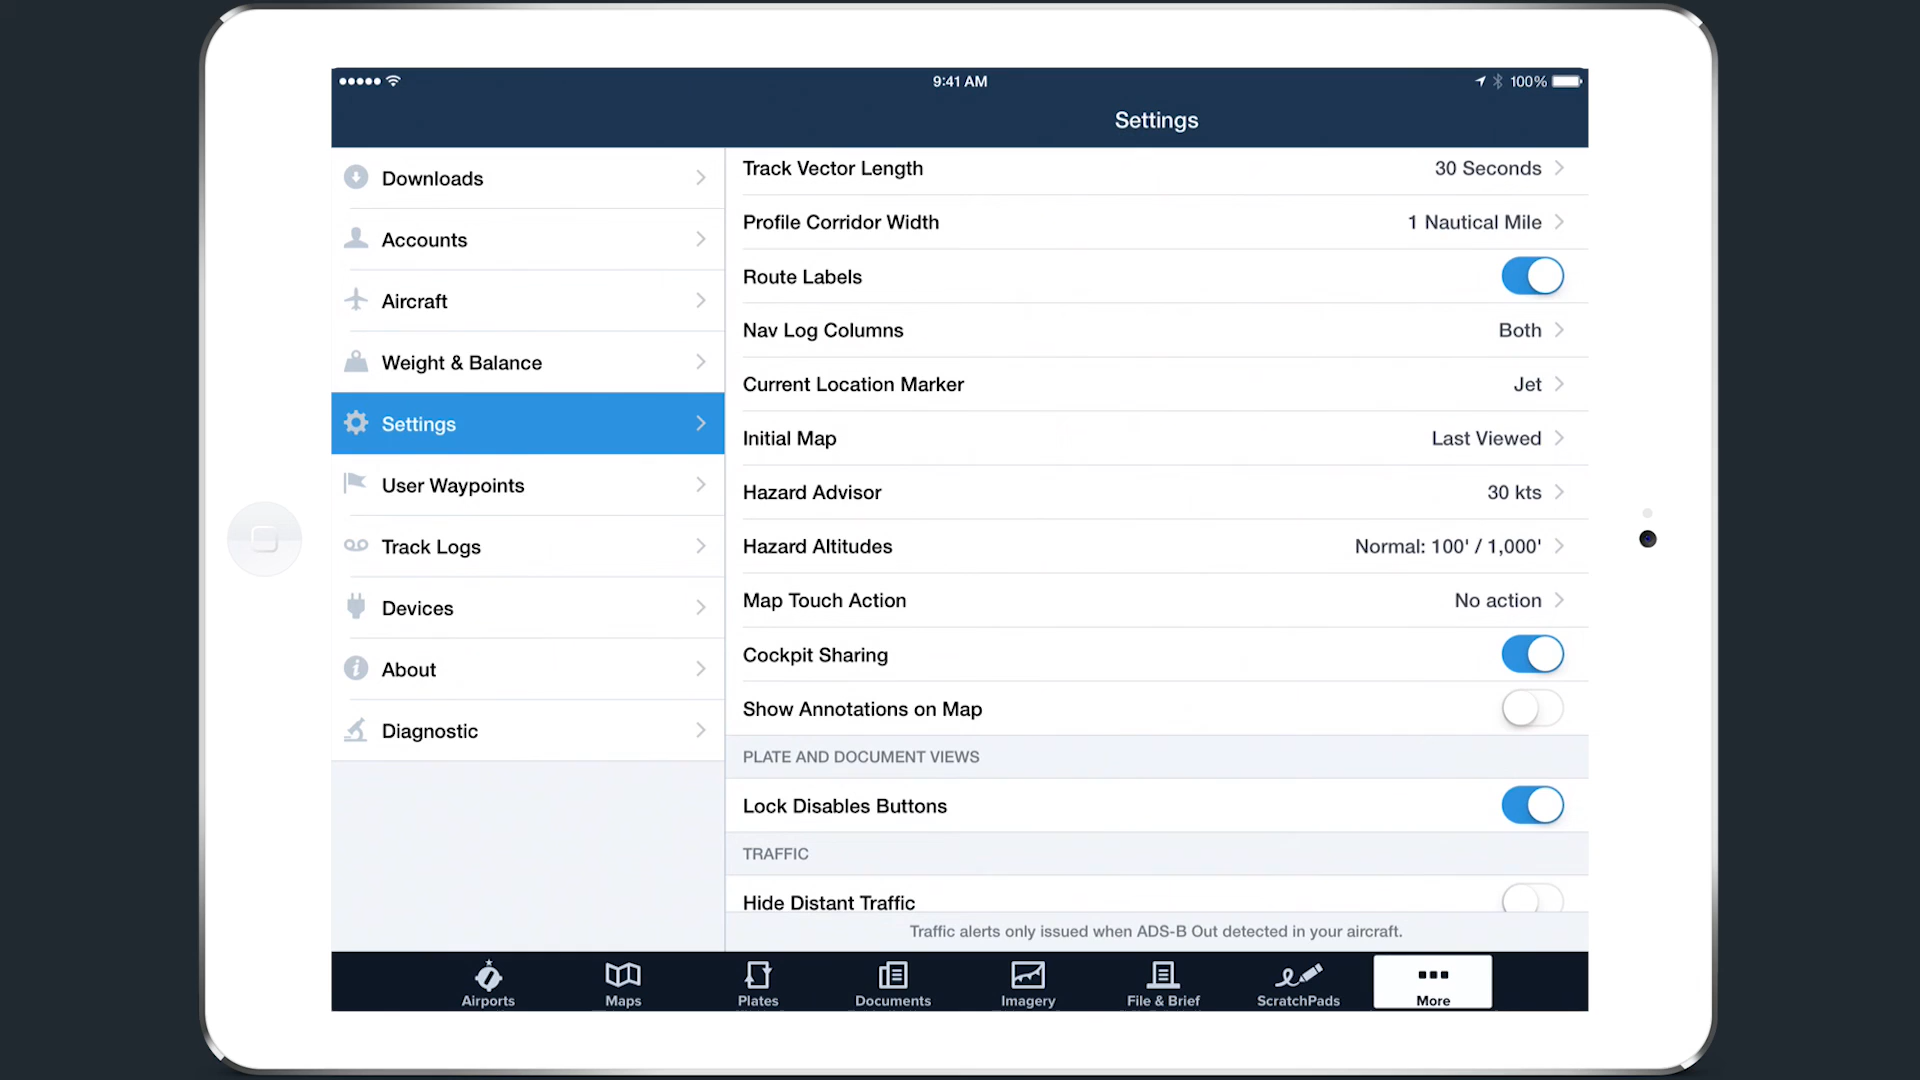 9:41 AM
100%
Settings
Downloads
Accounts
Aircraft
Weight & Balance
Settings
User Waypoints
Track Logs
Devices
About
Diagnostic
Track Vector Length 30 Seconds
Profile Corridor Width 1 Nautical Mile
Route Labels
Nav Log Columns Both
Current Location Marker Jet
Initial Map Last Viewed
Hazard Advisor 30 kts
Hazard Altitudes Normal: 100' / 1,000'
Map Touch Action No action
Cockpit Sharing
Show Annotations on Map
PLATE AND DOCUMENT VIEWS
Lock Disables Buttons
TRAFFIC
Hide Distant Traffic
Traffic alerts only issued when ADS-B Out detected in your aircraft.
Airports Maps Plates Documents Imagery File & Brief ScratchPads More